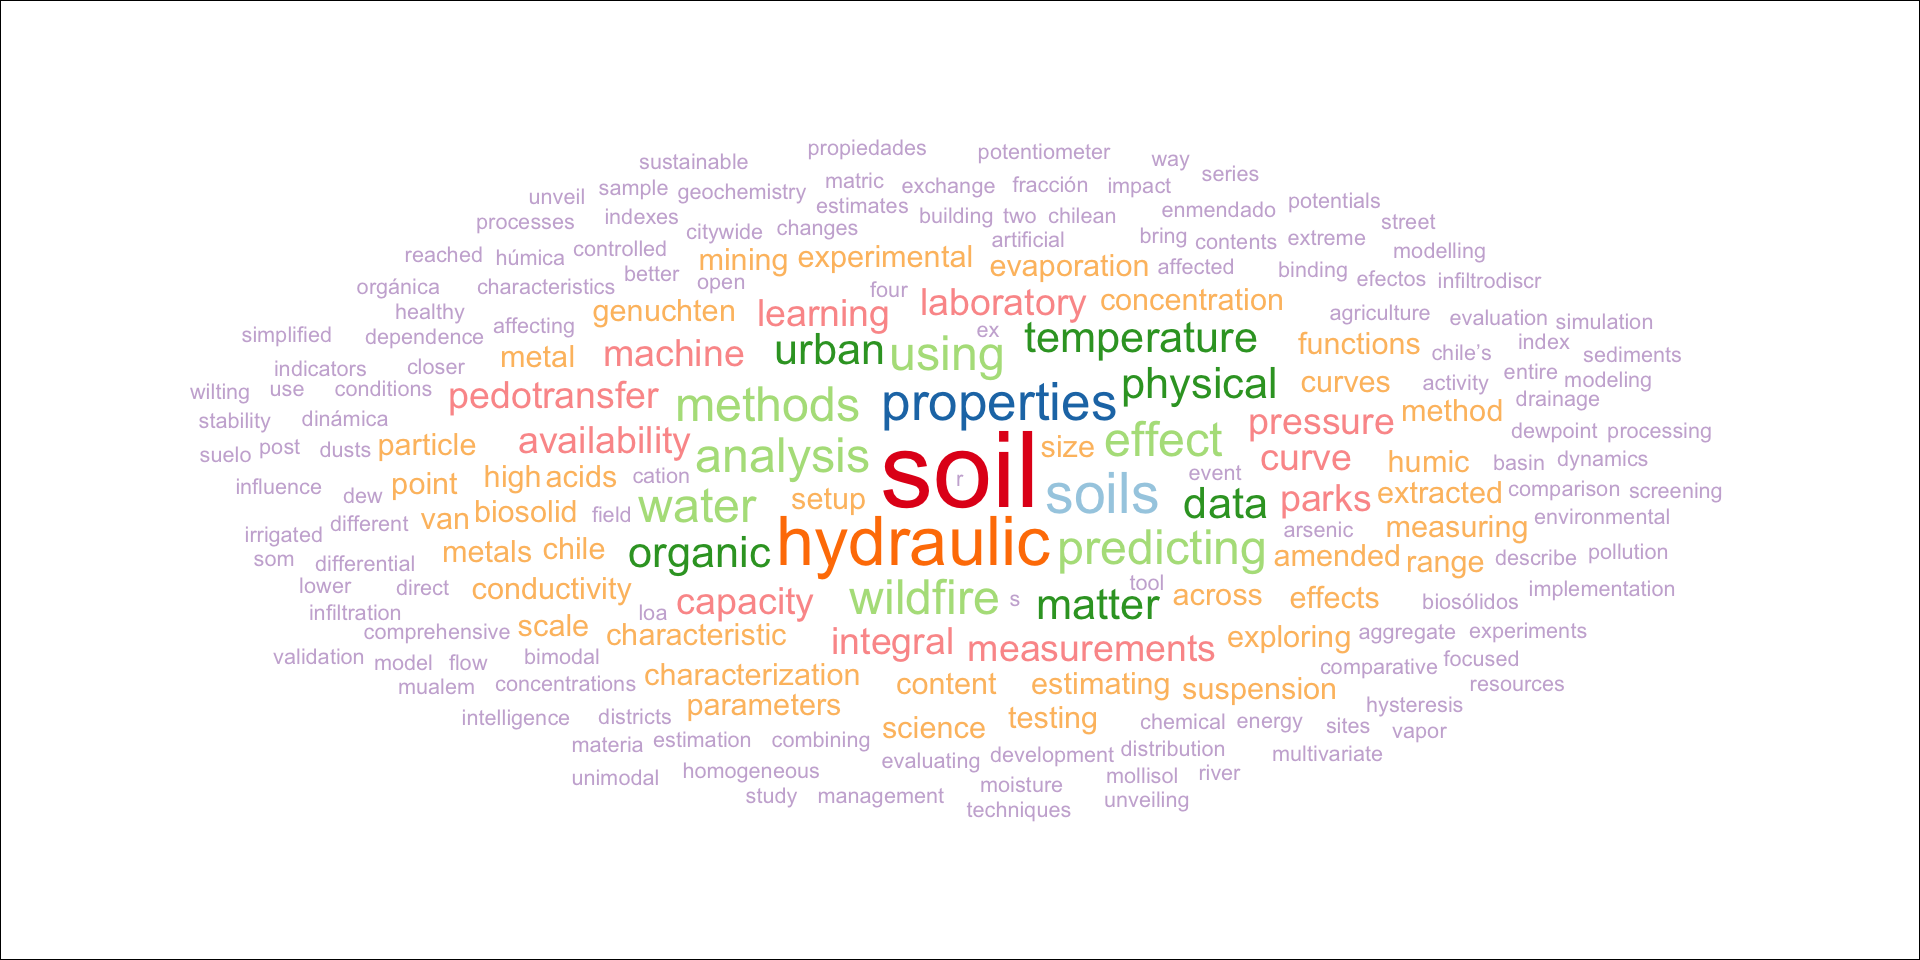 propiedades
potentiometer
sustainable
way
series
matric
exchange
fracción
impact
unveil
sample
geochemistry
estimates
potentials
processes
indexes
building
two
chilean
enmendado
street
citywide
changes
artificial
bring
contents
extreme
modelling
reached
húmica
controlled
mining
experimental
evaporation
affected
binding
efectos
infiltrodiscr
better
open
four
orgánica
characteristics
healthy
genuchten
learning
laboratory
concentration
agriculture
evaluation
simulation
simplified
dependence
affecting
ex
temperature
functions
index
indicators
closer
metal
machine
urban
using
chile's
sediments
wilting
use
conditions
pedotransfer
methods
properties
physical
curves
activity
entire
modeling
drainage
stability
dinámica
availability
pressure
method
dewpoint
processing
suelo
post
dusts
particle
analysis
soil
size
effect
curve
humic
basin
dynamics
influence
dew
point
high
acids
cation
setup
r
soils
event
data
parks
extracted
comparison
screening
irrigated
different
van
biosolid
field
water
arsenic
measuring
environmental
som
differential
metals
chile
organic
hydraulic
predicting
amended
range
describe
pollution
lower
direct
conductivity
capacity
wildfire
s
tool
matter
across
effects
biosólidos
implementation
infiltration
loa
comprehensive
scale
characteristic
integral
measurements
exploring
aggregate
experiments
validation
model
flow
bimodal
comparative
focused
mualem
concentrations
characterization
content
estimating
suspension
resources
intelligence
districts
parameters
science
testing
chemical
energy
sites
hysteresis
vapor
materia
estimation
combining
evaluating
development
distribution
multivariate
unimodal
homogeneous
moisture
mollisol
river
study
management
techniques
unveiling